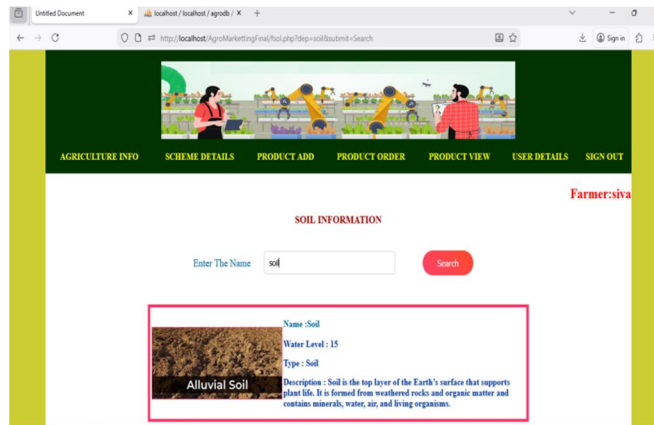 Untitled Document
localhost / localhost / agrodb /
http://localhost/AgroMarkettingFinal/fsol.php?dep=soil&submit=Search
Sign in
AGRICULTURE INFO SCHEME DETAILS PRODUCT ADD PRODUCT ORDER PRODUCT VIEW USER DETAILS SIGN OUT
Farmer:siva
SOIL INFORMATION
Enter The Name soil Search
Name :Soil
Water Level : 15
Type : Soil
Description : Soil is the top layer of the Earth's surface that supports
plant life. It is formed from weathered rocks and organic matter and
contains minerals, water, air, and living organisms.
Alluvial Soil